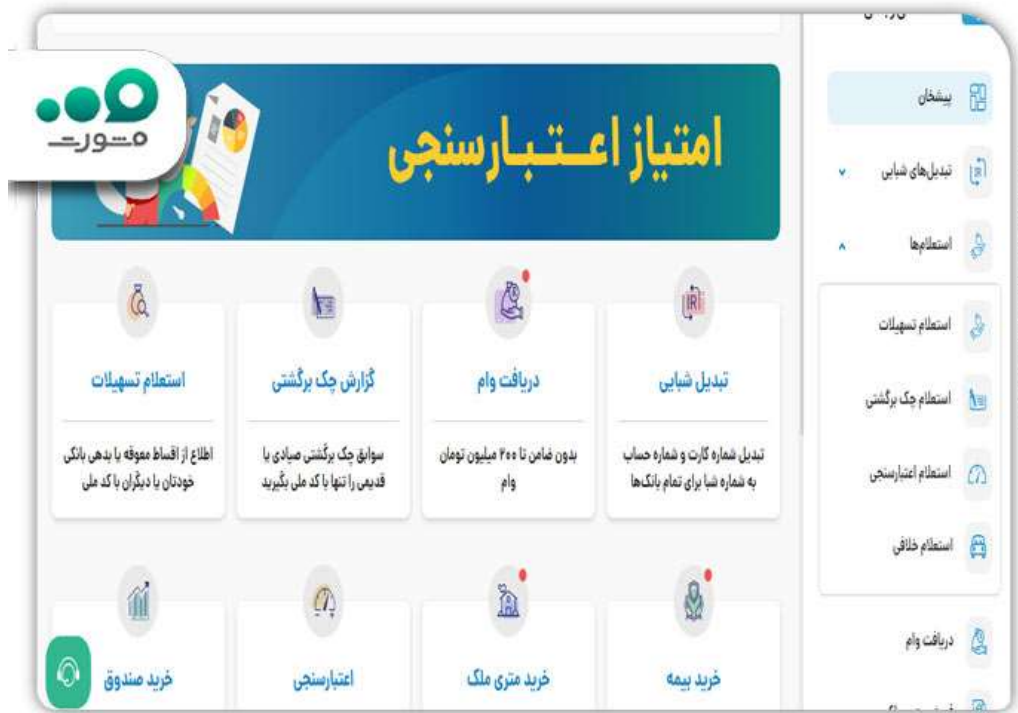 پیشخان
تبدیل‌های شبایی
استعلام‌ها
استعلام تسهیلات
استعلام چک برگشتی
استعلام اعتبارسنجی
استعلام خلافی
دریافت وام
مشورت
امتیاز اعتبارسنجی
IR
تبدیل شبایی
تبدیل شماره کارت و شماره حساب
به شماره شبا برای تمام بانک‌ها
دریافت وام
بدون ضامن تا ۲۰۰ میلیون تومان
وام
گزارش چک برگشتی
سوابق چک برگشتی صیادی یا
قدیمی را تنها با کد ملی بگیرید
استعلام تسهیلات
اطلاع از اقساط معوقه یا بدهی بانکی
خودتان یا دیگران با کد ملی
خرید بیمه
خرید متری ملک
اعتبارسنجی
خرید صندوق